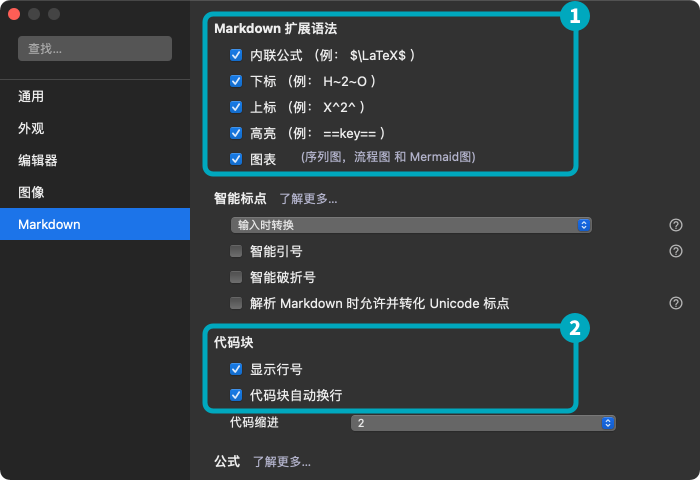 查找...
通用
外观
编辑器
图像
Markdown
1
Markdown 扩展语法
内联公式 （例： $\LaTeX$ ）
下标 （例： H~2~O ）
上标 （例： X^2^ ）
高亮 （例： ==key== ）
图表 (序列图，流程图 和 Mermaid图)
智能标点 了解更多...
输入时转换 ?
智能引号 ?
智能破折号
解析 Markdown 时允许并转化 Unicode 标点 ?
2
代码块
显示行号
代码块自动换行
代码缩进 2
公式 了解更多...